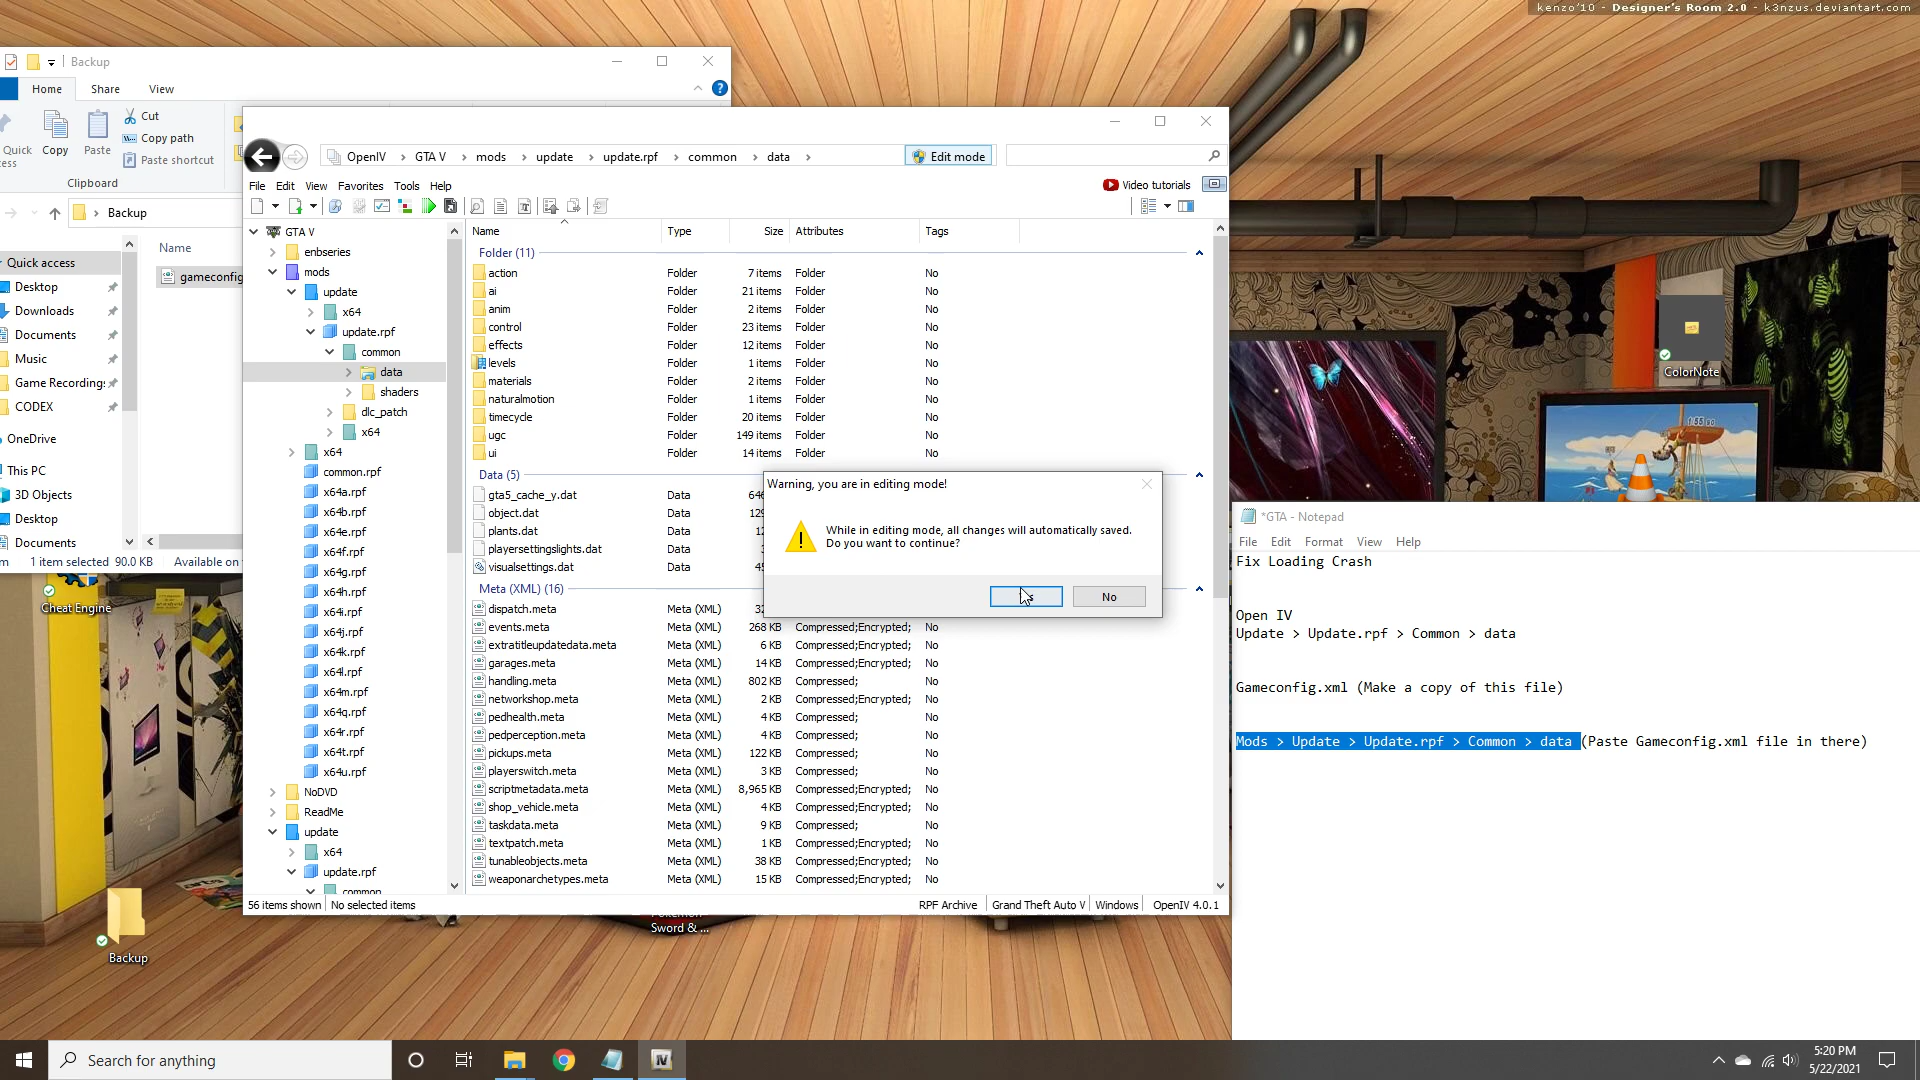 kenzo'10 - Designer's Room 2.0 - k3nzus.deviantart.com
Backup
Home Share View
Quick
Copy
Paste
Cut
Copy path
Paste shortcut
Clipboard
Backup
Name
gameconfig
Quick access
Desktop
Downloads
Documents
Music
Game Recordings
CODEX
OneDrive
This PC
3D Objects
Desktop
Documents
1 item selected 90.0 KB Available on
OpenIV GTA V mods update update.rpf common data
Edit mode
File Edit View Favorites Tools Help
Video tutorials
GTA V
enbseries
mods
update
x64
update.rpf
common
data
shaders
dlc_patch
x64
x64
common.rpf
x64a.rpf
x64b.rpf
x64e.rpf
x64f.rpf
x64g.rpf
x64h.rpf
x64i.rpf
x64j.rpf
x64k.rpf
x64l.rpf
x64m.rpf
x64q.rpf
x64r.rpf
x64t.rpf
x64u.rpf
NoDVD
ReadMe
update
x64
update.rpf
common
Name Type Size Attributes Tags
Folder (11)
action Folder 7 items Folder No
ai Folder 21 items Folder No
anim Folder 2 items Folder No
control Folder 23 items Folder No
effects Folder 12 items Folder No
levels Folder 1 items Folder No
materials Folder 2 items Folder No
naturalmotion Folder 1 items Folder No
timecycle Folder 20 items Folder No
ugc Folder 149 items Folder No
ui Folder 14 items Folder No
Data (5)
gta5_cache_y.dat Data
object.dat Data
plants.dat Data
playersettingslights.dat Data
visualsettings.dat Data
Meta (XML) (16)
dispatch.meta Meta (XML)
events.meta Meta (XML) 268 KB Compressed;Encrypted; No
extratitleupdatedata.meta Meta (XML) 6 KB Compressed;Encrypted; No
garages.meta Meta (XML) 14 KB Compressed;Encrypted; No
handling.meta Meta (XML) 802 KB Compressed; No
networkshop.meta Meta (XML) 2 KB Compressed;Encrypted; No
pedhealth.meta Meta (XML) 4 KB Compressed; No
pedperception.meta Meta (XML) 4 KB Compressed; No
pickups.meta Meta (XML) 122 KB Compressed; No
playerswitch.meta Meta (XML) 3 KB Compressed; No
scriptmetadata.meta Meta (XML) 8,965 KB Compressed;Encrypted; No
shop_vehicle.meta Meta (XML) 4 KB Compressed; No
taskdata.meta Meta (XML) 9 KB Compressed; No
textpatch.meta Meta (XML) 1 KB Compressed;Encrypted; No
tunableobjects.meta Meta (XML) 38 KB Compressed;Encrypted; No
weaponarchetypes.meta Meta (XML) 15 KB Compressed;Encrypted; No
56 items shown No selected items RPF Archive Grand Theft Auto V Windows OpenIV 4.0.1
Warning, you are in editing mode!
While in editing mode, all changes will automatically saved.
Do you want to continue?
No
ColorNote
1:55
*GTA - Notepad
File Edit Format View Help
Fix Loading Crash
Open IV
Update > Update.rpf > Common > data
Gameconfig.xml (Make a copy of this file)
Mods > Update > Update.rpf > Common > data (Paste Gameconfig.xml file in there)
Cheat Engine
Backup
Sword & ...
Search for anything
5:20 PM
5/22/2021